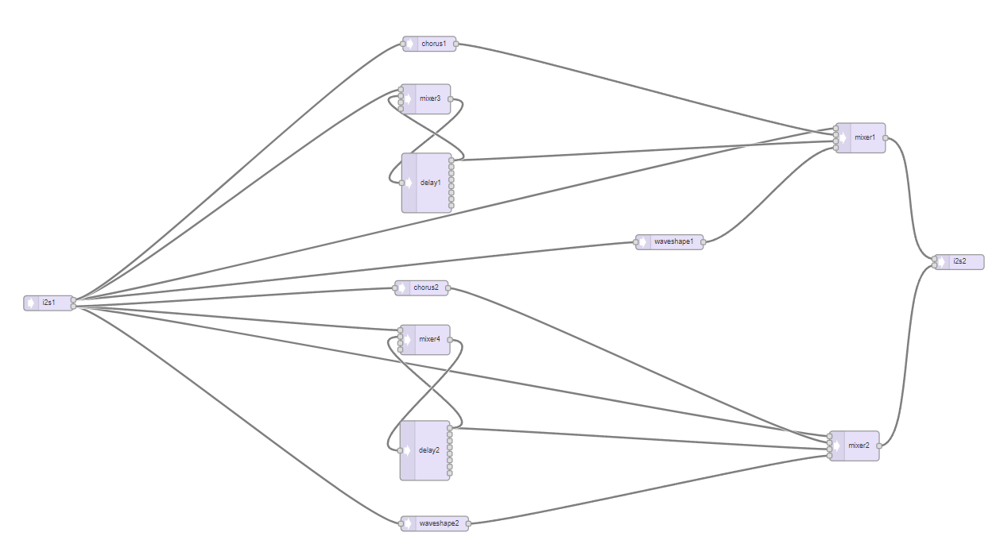 chorus1
mixer3
mixer1
delay1
waveshape1
i2s2
chorus2
i2s1
mixer4
mixer2
delay2
waveshape2